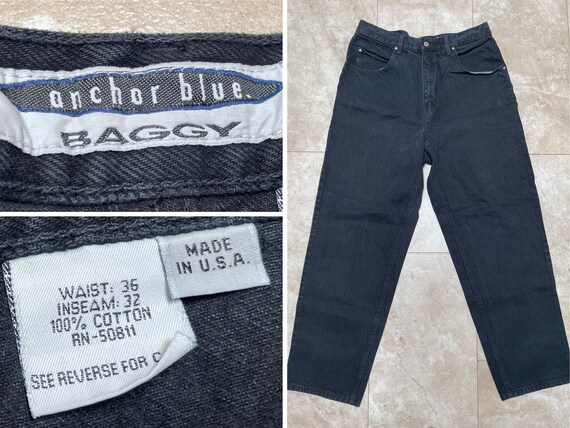 anchor blue.
BAGGY
MADE
IN U.S.A.
WAIST: 36
INSEAM: 32
100% COTTON
RN-50811
SEE REVERSE FOR